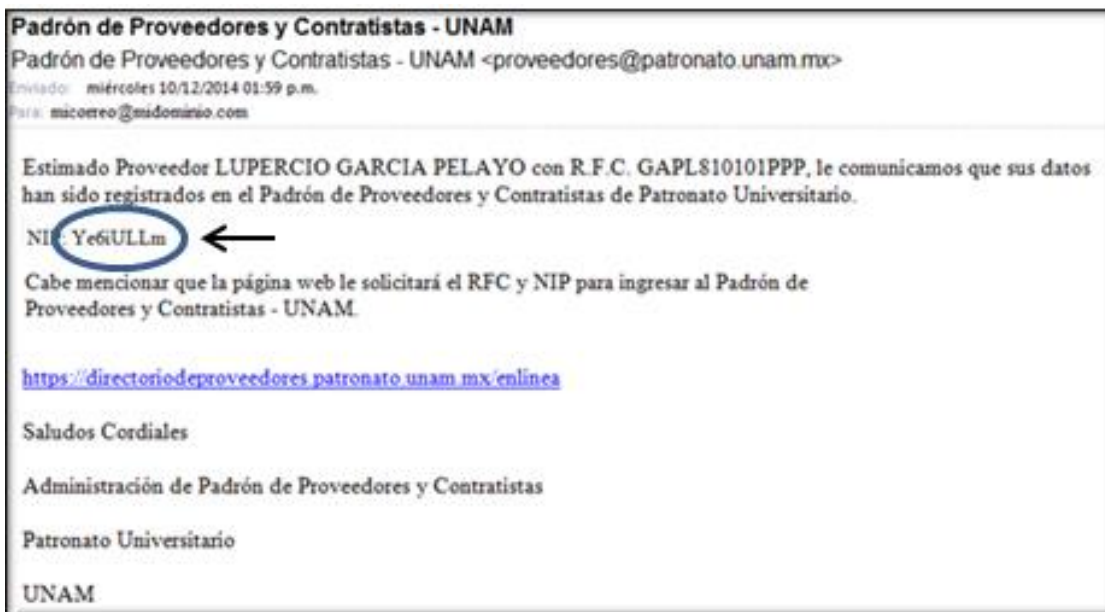 Padrón de Proveedores y Contratistas - UNAM
Padrón de Proveedores y Contratistas - UNAM <proveedores@patronato.unam.mx>
Enviado: miércoles 10/12/2014 01:59 p.m.
Para: micorreo@midominio.com
Estimado Proveedor LUPERCIO GARCIA PELAYO con R.F.C. GAPL810101PPP, le comunicamos que sus datos
han sido registrados en el Padrón de Proveedores y Contratistas de Patronato Universitario.
NIP: Ye6iULLm
Cabe mencionar que la página web le solicitará el RFC y NIP para ingresar al Padrón de
Proveedores y Contratistas - UNAM.
https://directoriodeproveedores.patronato.unam.mx/enlinea
Saludos Cordiales
Administración de Padrón de Proveedores y Contratistas
Patronato Universitario
UNAM